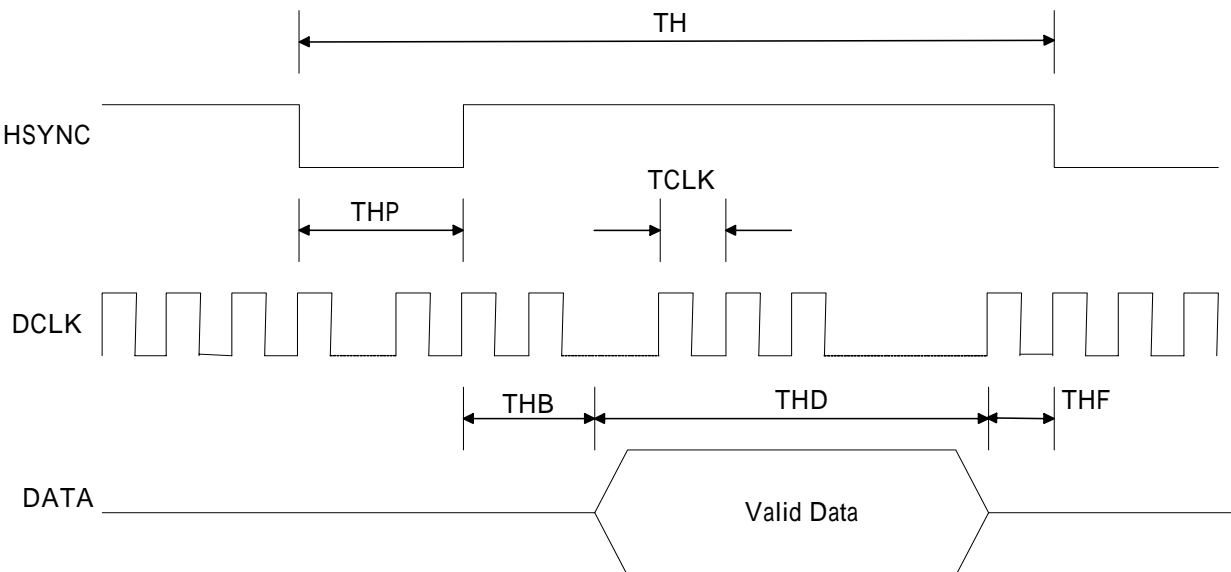 TH
HSYNC
TCLK
THP
DCLK
THB
THD
THF
DATA
Valid Data